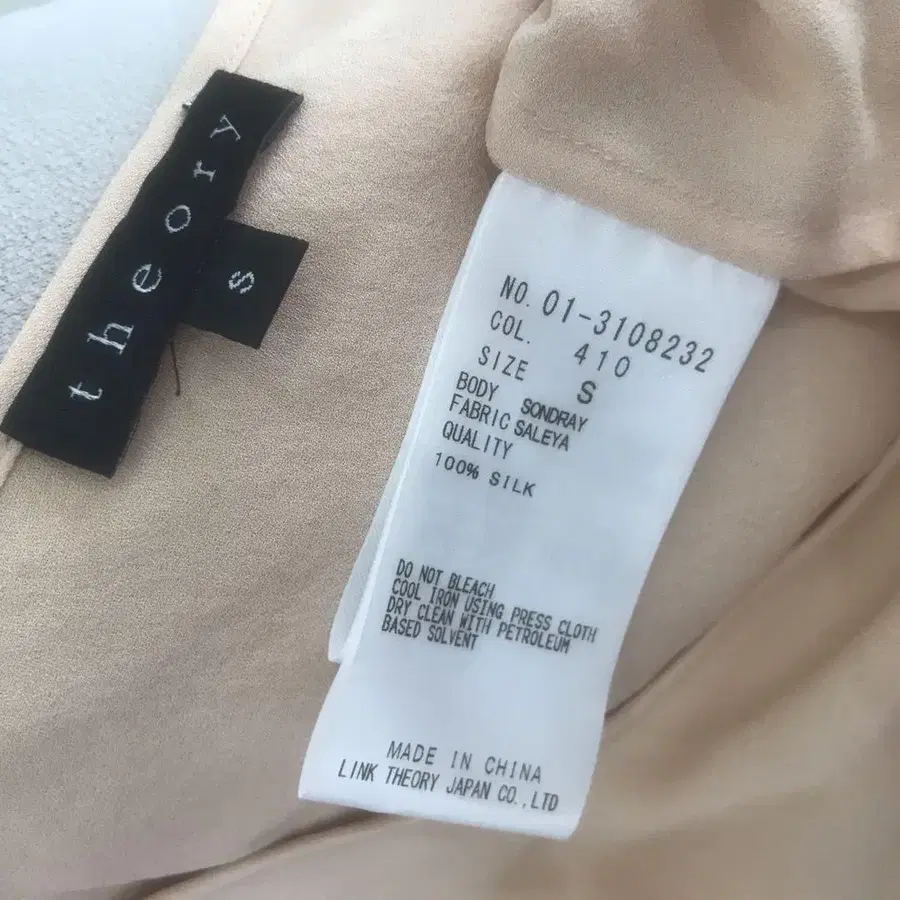 theory
S
NO. 01-3108232
COL. 410
SIZE S
BODY SONDRAY
FABRIC SALEYA
QUALITY
100% SILK
DO NOT BLEACH
COOL IRON USING PRESS CLOTH
DRY CLEAN WITH PETROLEUM
BASED SOLVENT
MADE IN CHINA
LINK THEORY JAPAN CO.,LTD